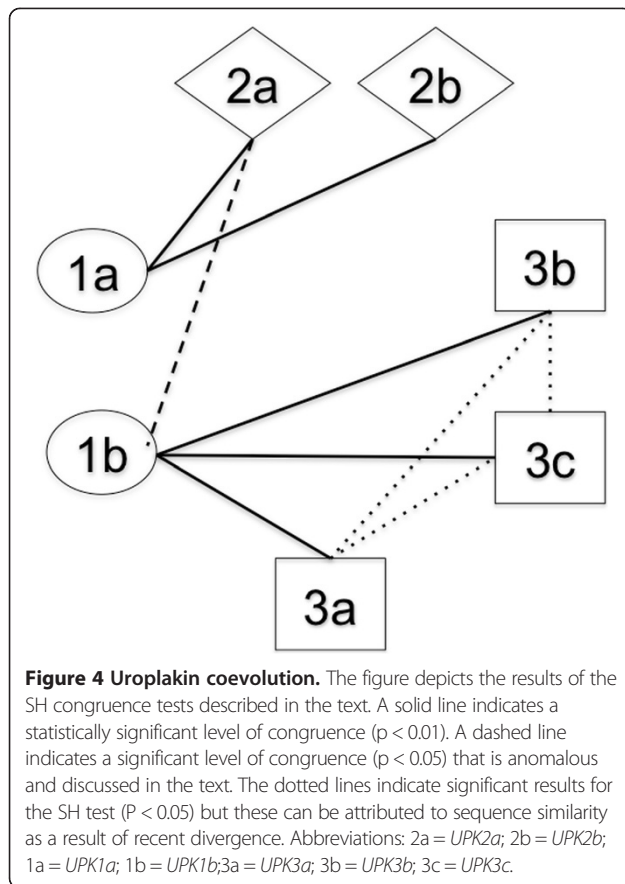 2a 2b
1a
3b
1b
3c
3a
Figure 4 Uroplakin coevolution. The figure depicts the results of the
SH congruence tests described in the text. A solid line indicates a
statistically significant level of congruence (p < 0.01). A dashed line
indicates a significant level of congruence (p < 0.05) that is anomalous
and discussed in the text. The dotted lines indicate significant results for
the SH test (P < 0.05) but these can be attributed to sequence similarity
as a result of recent divergence. Abbreviations: 2a = UPK2a; 2b = UPK2b;
1a = UPK1a; 1b = UPK1b;3a = UPK3a; 3b = UPK3b; 3c = UPK3c.